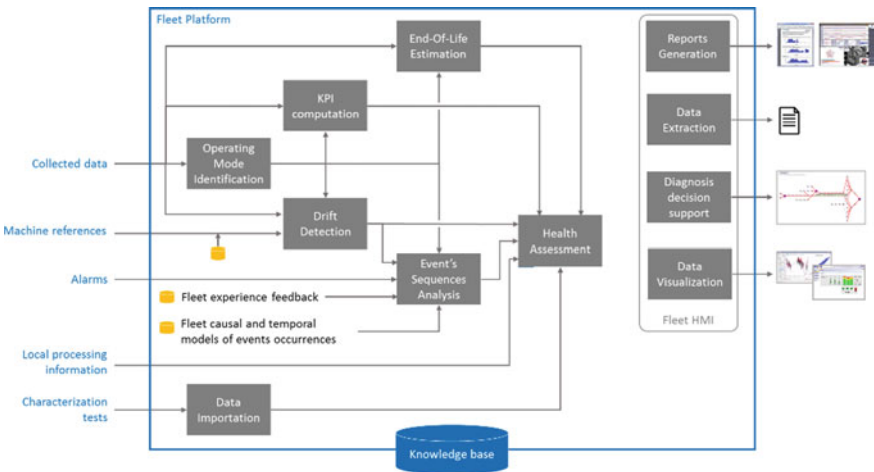 Fleet Platform
End-Of-Life
Estimation
KPI
computation
Collected data
Operating
Mode
Identification
Machine references
Drift
Detection
Health
Assessment
Alarms
Event's
Sequences
Analysis
Fleet experience feedback
Fleet causal and temporal
models of events occurrences
Local processing
information
Characterization
tests
Data
Importation
Knowledge base
Reports
Generation
Data
Extraction
Diagnosis
decision
support
Data
Visualization
Fleet HMI